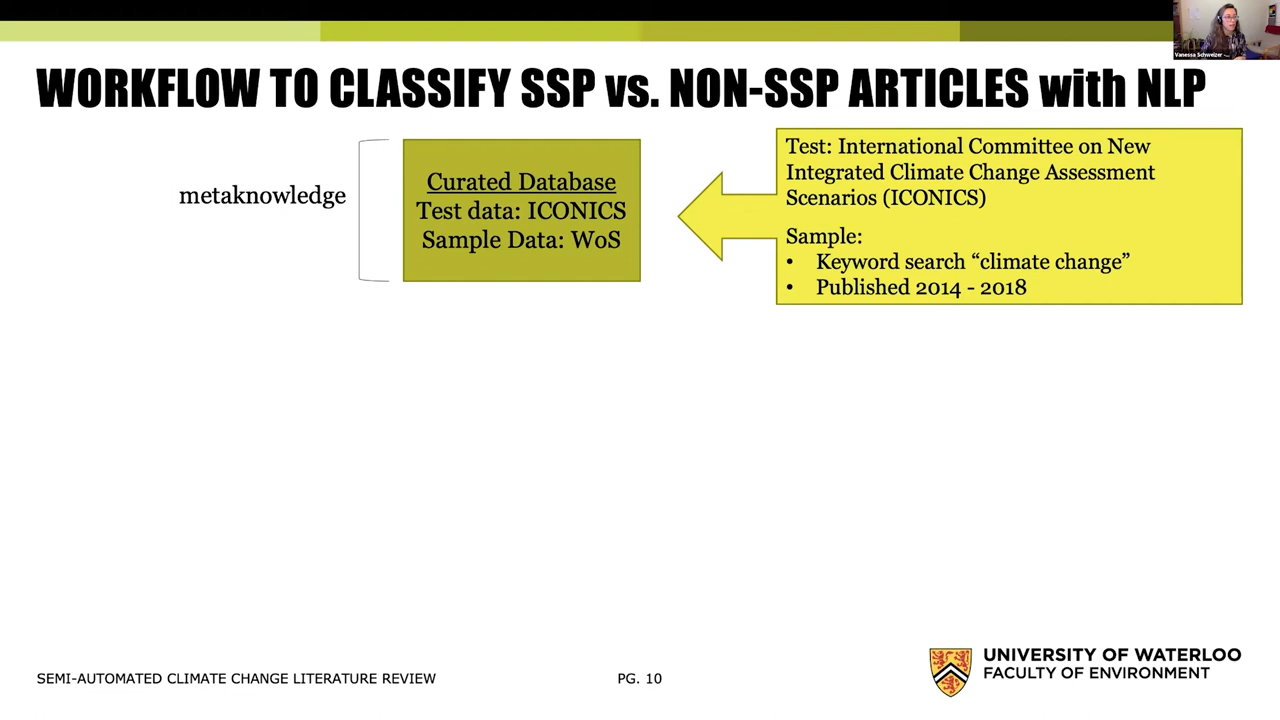 Vanessa Schweizer
WORKFLOW TO CLASSIFY SSP vs. NON-SSP ARTICLES with NLP
metaknowledge
Curated Database
Test data: ICONICS
Sample Data: WoS
Test: International Committee on New
Integrated Climate Change Assessment
Scenarios (ICONICS)
Sample:
• Keyword search “climate change”
• Published 2014 - 2018
SEMI-AUTOMATED CLIMATE CHANGE LITERATURE REVIEW
PG. 10
UNIVERSITY OF WATERLOO
FACULTY OF ENVIRONMENT